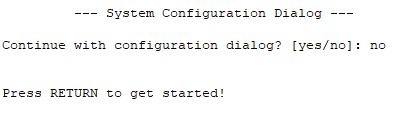 --- System Configuration Dialog ---
Continue with configuration dialog? [yes/no]: no
Press RETURN to get started!